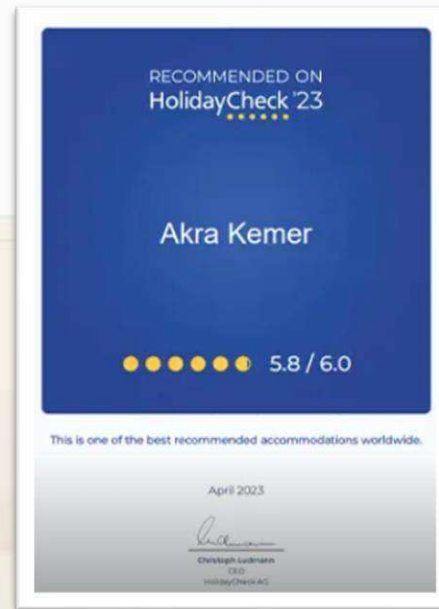 RECOMMENDED ON
HolidayCheck '23
Akra Kemer
5.8 / 6.0
This is one of the best recommended accommodations worldwide.
April 2023
Christoph Ludmann
CEO
HolidayCheck AG